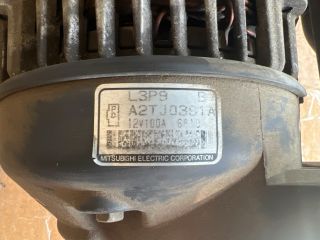 L3P9 B
A2TJ0391A
12V100A
MITSUBISHI ELECTRIC CORPORATION